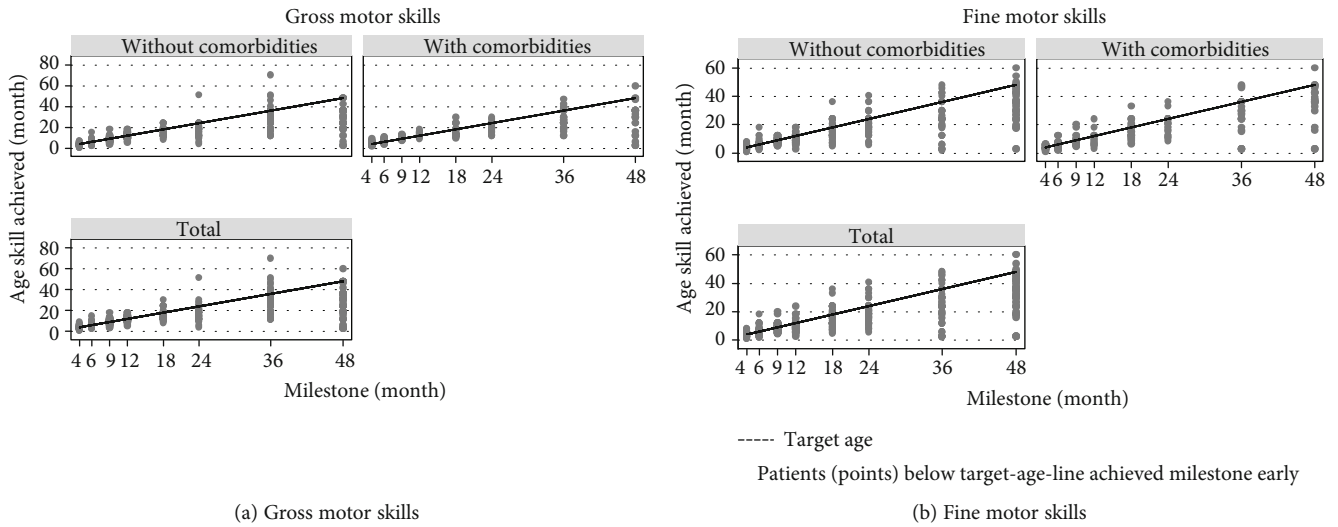 Gross motor skills
Without comorbidities
With comorbidities
80
60
40
20
0
4 6 9 12 18 24 36 48
Total
80
60
40
20
0
4 6 9 12 18 24 36 48
Age skill achieved (month)
Milestone (month)
(a) Gross motor skills
Fine motor skills
Without comorbidities
With comorbidities
60
40
20
0
4 6 9 12 18 24 36 48
Total
60
40
20
0
4 6 9 12 18 24 36 48
Age skill achieved (month)
Milestone (month)
Target age
Patients (points) below target-age-line achieved milestone early
(b) Fine motor skills